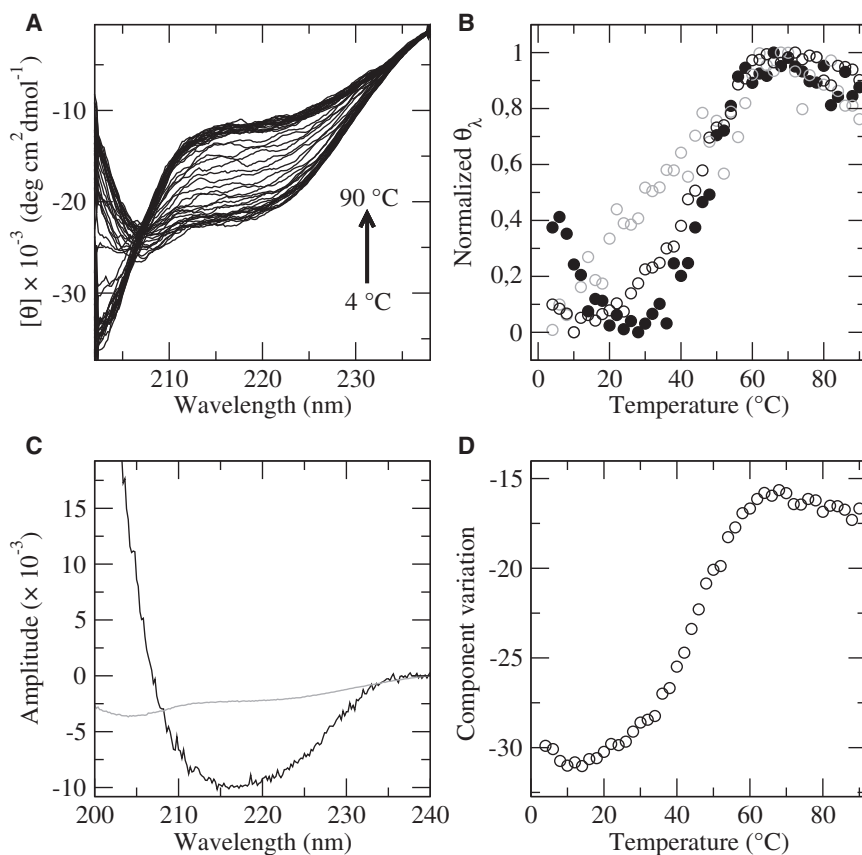 A
[θ] × 10⁻³ (deg cm² dmol⁻¹)
-10
-20
-30
90 °C
4 °C
210
220
230
Wavelength (nm)
B
Normalized θλ
1
0,8
0,6
0,4
0,2
0
0
20
40
60
80
Temperature (°C)
C
Amplitude (× 10⁻³)
15
10
5
0
-5
-10
200
210
220
230
240
Wavelength (nm)
D
Component variation
-15
-20
-25
-30
0
20
40
60
80
Temperature (°C)